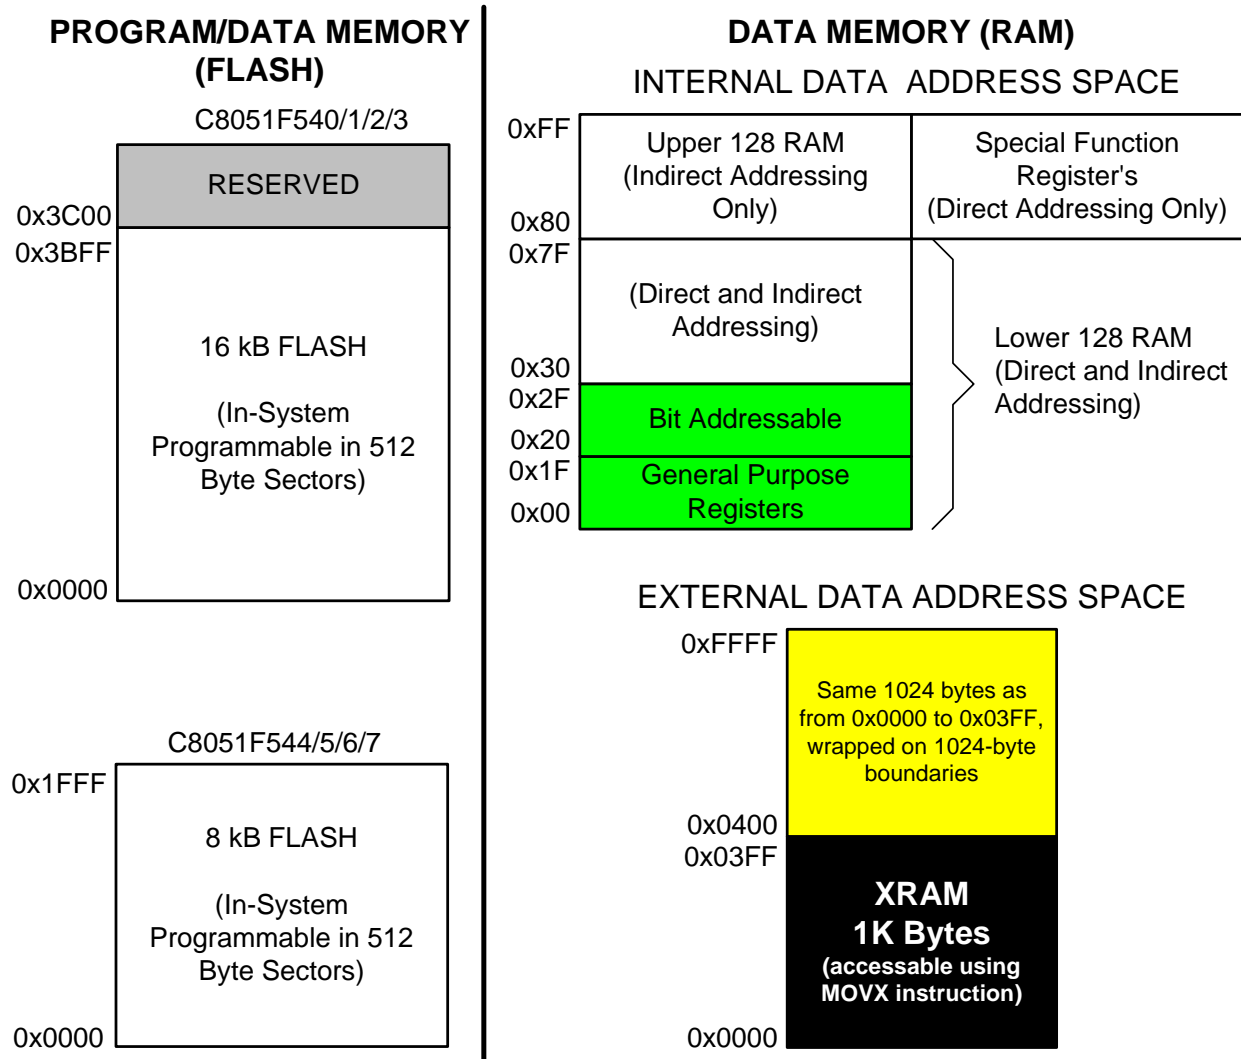 PROGRAM/DATA MEMORY
(FLASH)
C8051F540/1/2/3
RESERVED
0x3C00
0x3BFF
16 kB FLASH
(In-System
Programmable in 512
Byte Sectors)
0x0000
C8051F544/5/6/7
0x1FFF
8 kB FLASH
(In-System
Programmable in 512
Byte Sectors)
0x0000
DATA MEMORY (RAM)
INTERNAL DATA ADDRESS SPACE
0xFF
Upper 128 RAM
(Indirect Addressing
Only)
0x80
Special Function
Register's
(Direct Addressing Only)
0x7F
(Direct and Indirect
Addressing)
0x30
Lower 128 RAM
(Direct and Indirect
Addressing)
0x2F
Bit Addressable
0x20
0x1F
General Purpose
Registers
0x00
EXTERNAL DATA ADDRESS SPACE
0xFFFF
Same 1024 bytes as
from 0x0000 to 0x03FF,
wrapped on 1024-byte
boundaries
0x0400
0x03FF
XRAM
1K Bytes
(accessable using
MOVX instruction)
0x0000